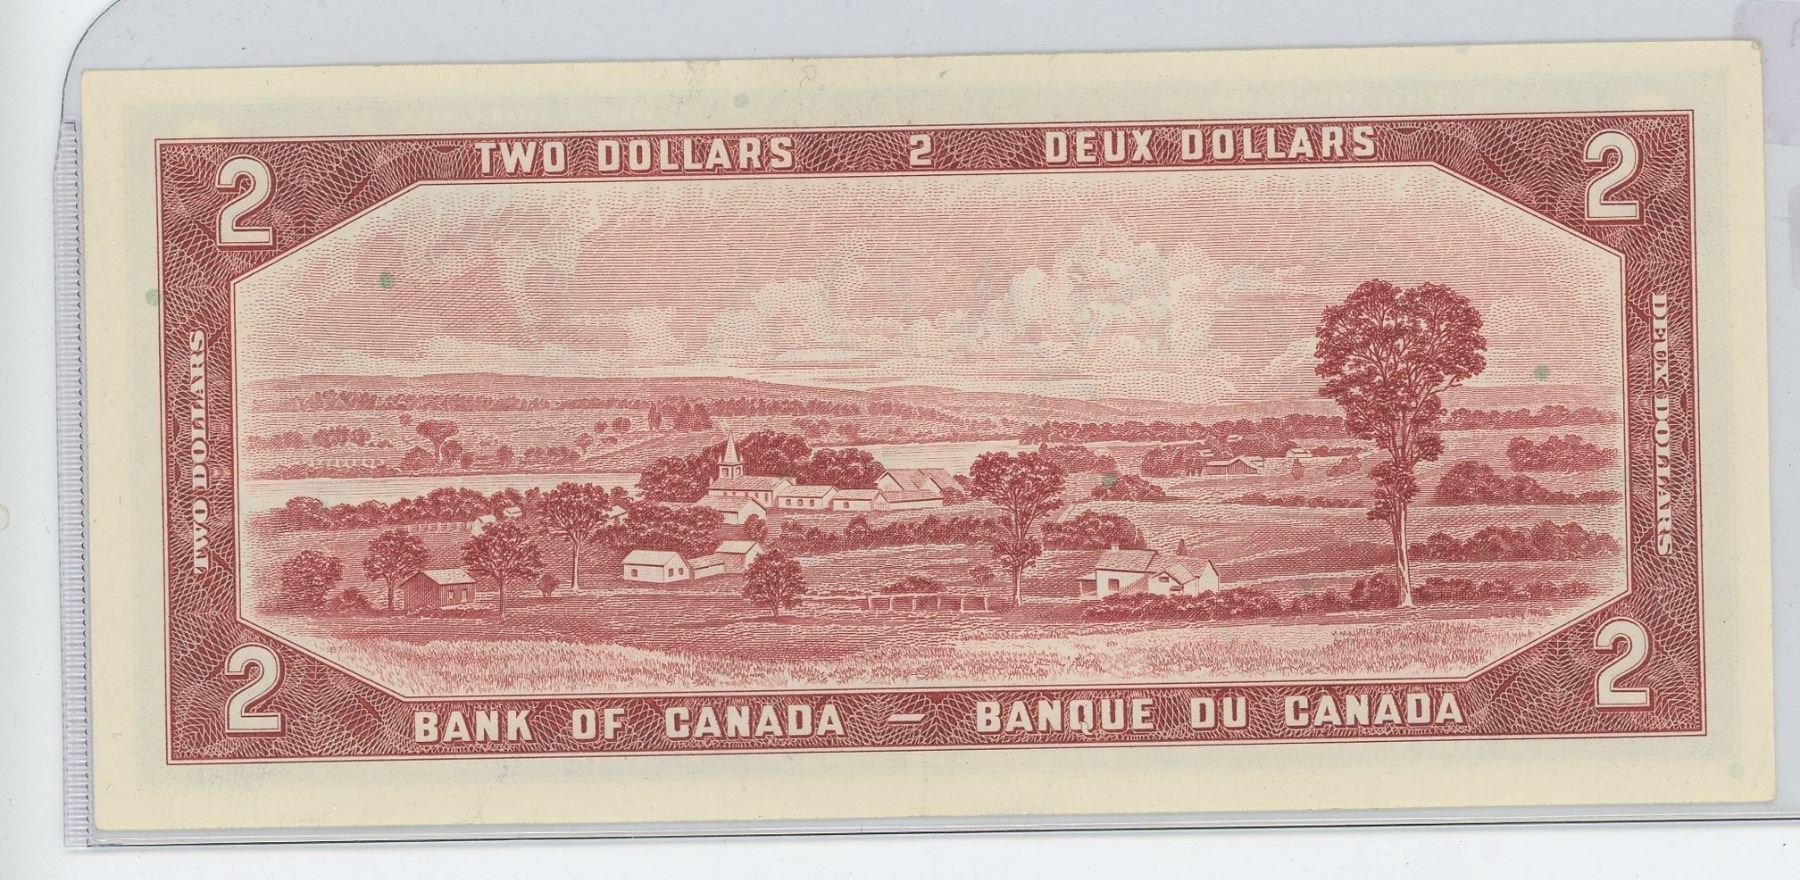 TWO DOLLARS 2 DEUX DOLLARS
2 2
TWO DOLLARS
DEUX DOLLARS
2 2
BANK OF CANADA — BANQUE DU CANADA